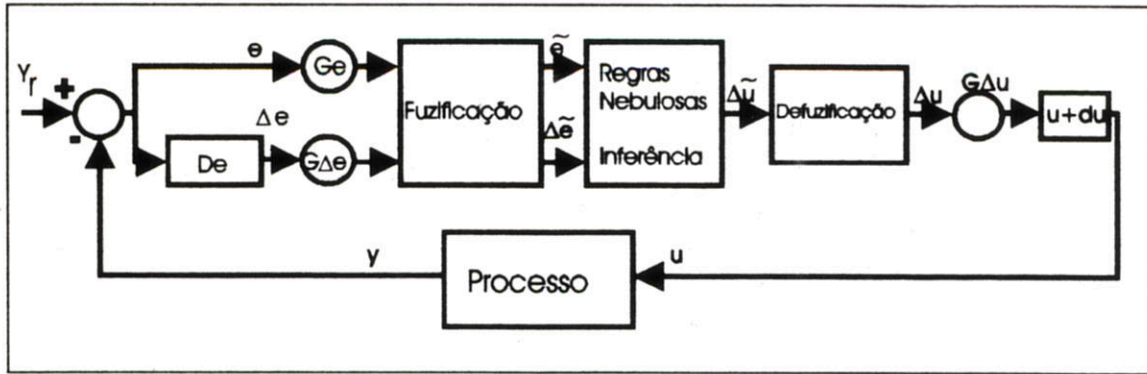 Yr
+
-
e
Ge
Δe
De
GΔe
Fuzificação
ẽ
Δẽ
Regras
Nebulosas
Inferência
Δũ
Defuzificação
Δu
GΔu
u+du
y
Processo
u